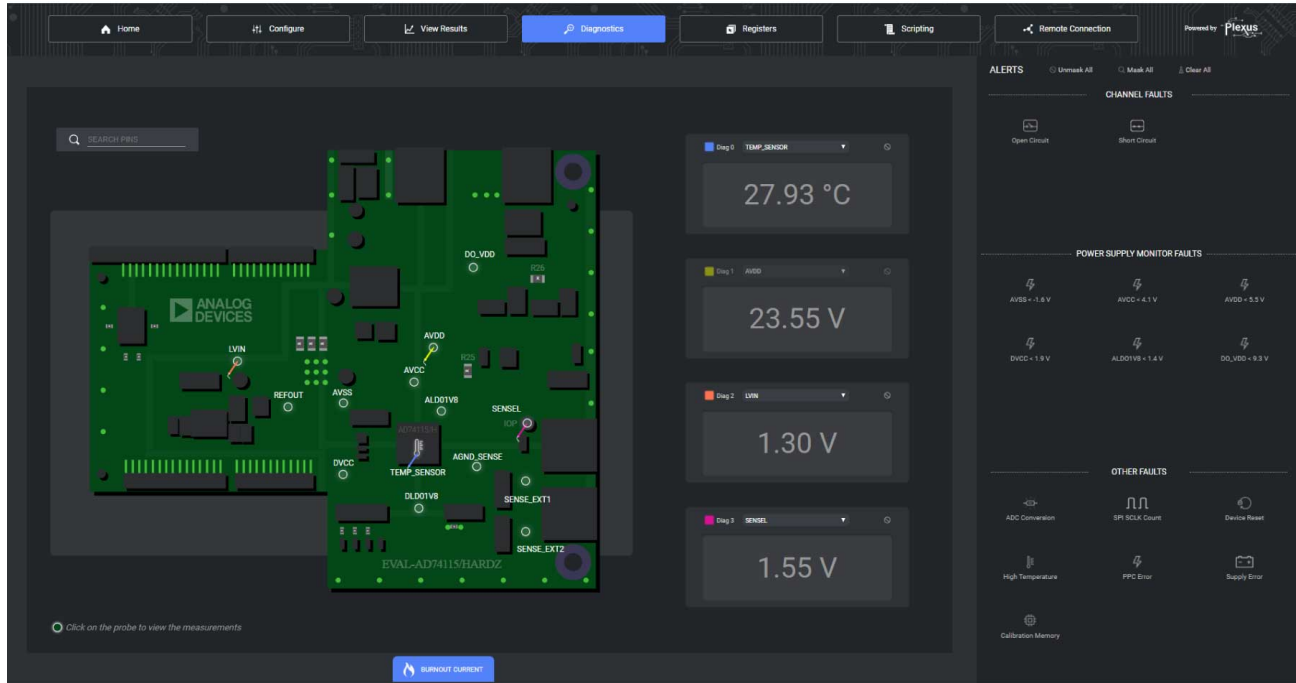 Home
Configure
View Results
Diagnostics
Registers
Scripting
Remote Connection
Powered by Plexus
ALERTS
Unmask All
Mask All
Clear All
CHANNEL FAULTS
Open Circuit
Short Circuit
POWER SUPPLY MONITOR FAULTS
AVSS < -1.6 V
AVCC < 4.1 V
AVDD < 5.5 V
DVCC < 1.9 V
ALDO1V8 < 1.4 V
DO_VDD < 9.3 V
OTHER FAULTS
ADC Conversion
SPI SCLK Count
Device Reset
High Temperature
PPC Error
Supply Error
Calibration Memory
SEARCH PINS
DO_VDD
R26
ANALOG
DEVICES
LVIN
AVDD
R25
AVCC
REFOUT
AVSS
ALDO1V8
SENSEL
IOP
AD74115/H
DVCC
TEMP_SENSOR
AGND_SENSE
DLDO1V8
SENSE_EXT1
SENSE_EXT2
EVAL-AD74115/HARDZ
Diag 0 TEMP_SENSOR
27.93 °C
Diag 1 AVDD
23.55 V
Diag 2 LVIN
1.30 V
Diag 3 SENSEL
1.55 V
Click on the probe to view the measurements
BURNOUT CURRENT